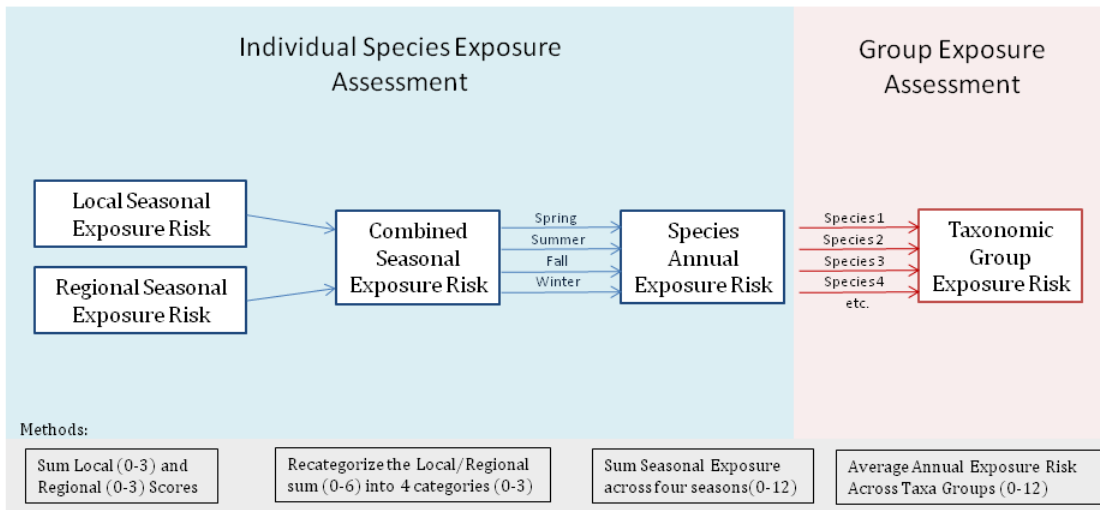 Individual Species Exposure
Assessment
Group Exposure
Assessment
Local Seasonal
Exposure Risk
Regional Seasonal
Exposure Risk
Combined
Seasonal
Exposure Risk
Spring
Summer
Fall
Winter
Species
Annual
Exposure Risk
Species 1
Species 2
Species 3
Species 4
etc.
Taxonomic
Group
Exposure Risk
Methods:
Sum Local (0-3) and
Regional (0-3) Scores
Recategorize the Local/Regional
sum (0-6) into 4 categories (0-3)
Sum Seasonal Exposure
across four seasons(0-12)
Average Annual Exposure Risk
Across Taxa Groups (0-12)